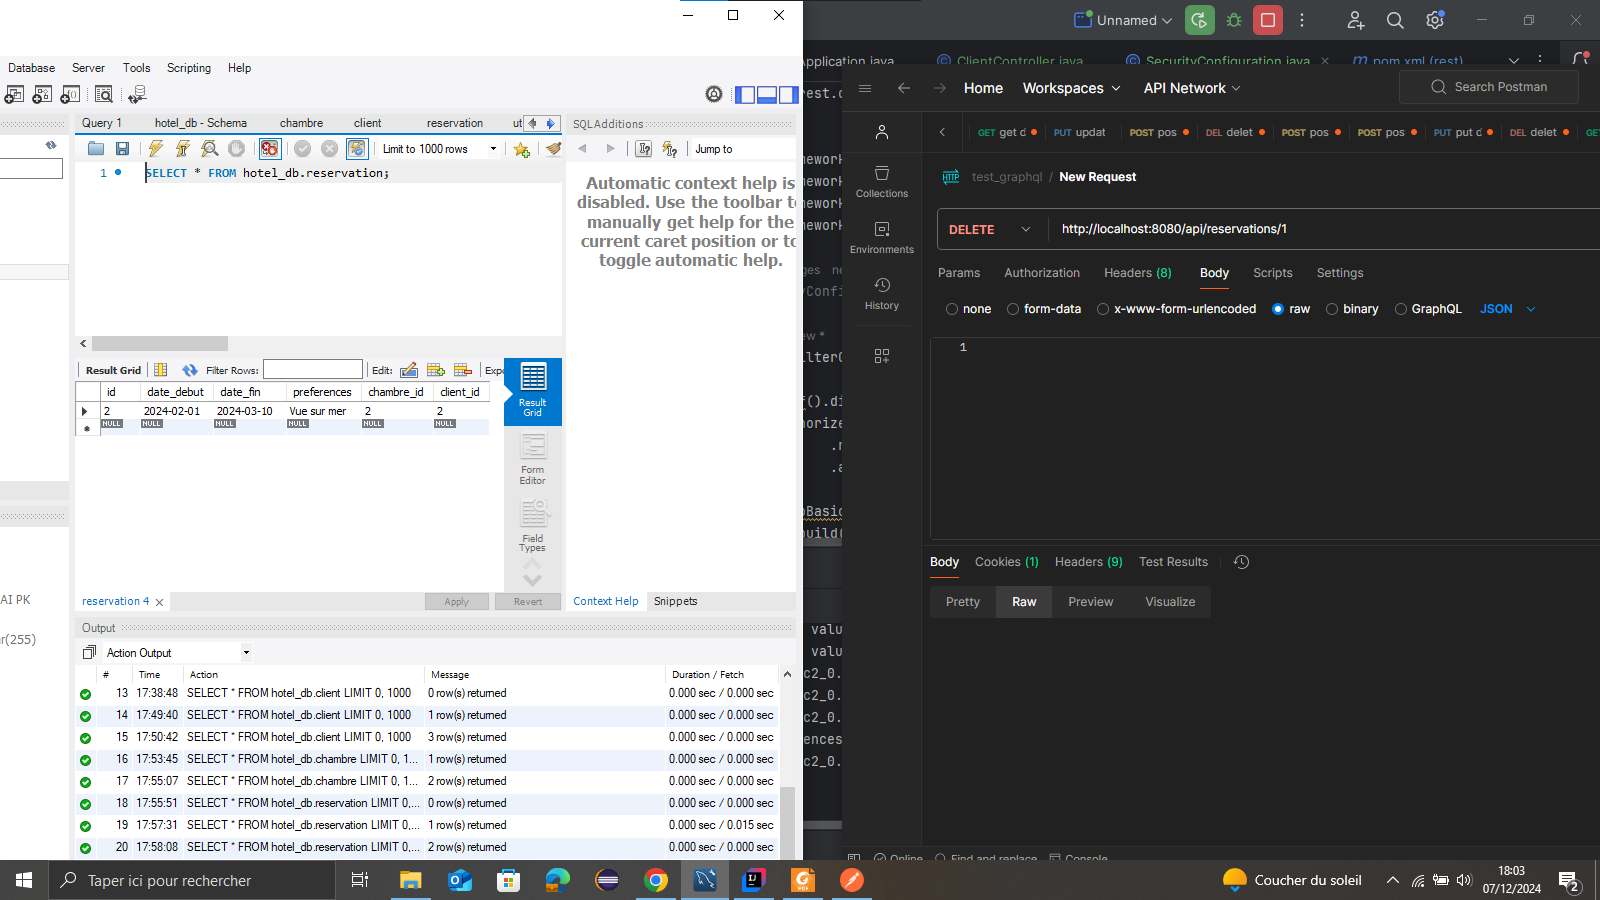 Database Server Tools Scripting Help
Query 1 hotel_db - Schema chambre client reservation ut
Limit to 1000 rows
1 SELECT * FROM hotel_db.reservation;
SQLAdditions
Jump to
Automatic context help is
disabled. Use the toolbar to
manually get help for the
current caret position or to
toggle automatic help.
Result Grid Filter Rows: Edit: Expo
id date_debut date_fin preferences chambre_id client_id
2 2024-02-01 2024-03-10 Vue sur mer 2 2
NULL NULL NULL NULL NULL NULL
Result
Grid
Form
Editor
Field
Types
AI PK
r(255)
reservation 4
Apply Revert
Context Help Snippets
Output
Action Output
# Time Action Message Duration / Fetch
13 17:38:48 SELECT * FROM hotel_db.client LIMIT 0, 1000 0 row(s) returned 0.000 sec / 0.000 sec
14 17:49:40 SELECT * FROM hotel_db.client LIMIT 0, 1000 1 row(s) returned 0.000 sec / 0.000 sec
15 17:50:42 SELECT * FROM hotel_db.client LIMIT 0, 1000 3 row(s) returned 0.000 sec / 0.000 sec
16 17:53:45 SELECT * FROM hotel_db.chambre LIMIT 0, 1... 1 row(s) returned 0.000 sec / 0.000 sec
17 17:55:07 SELECT * FROM hotel_db.chambre LIMIT 0, 1... 2 row(s) returned 0.000 sec / 0.000 sec
18 17:55:51 SELECT * FROM hotel_db.reservation LIMIT 0,... 0 row(s) returned 0.000 sec / 0.000 sec
19 17:57:31 SELECT * FROM hotel_db.reservation LIMIT 0,... 1 row(s) returned 0.000 sec / 0.015 sec
20 17:58:08 SELECT * FROM hotel_db.reservation LIMIT 0,... 2 row(s) returned 0.000 sec / 0.000 sec
Unnamed
Application.java ClientController.java SecurityConfiguration.java pom.xml (rest)
Home Workspaces API Network Search Postman
GET get d PUT updat POST pos DEL delet POST pos POST pos PUT put d DEL delet GE
Collections
Environments
History
HTTP test_graphql / New Request
DELETE http://localhost:8080/api/reservations/1
Params Authorization Headers (8) Body Scripts Settings
none form-data x-www-form-urlencoded raw binary GraphQL JSON
1
Body Cookies (1) Headers (9) Test Results
Pretty Raw Preview Visualize
Online Find and replace Console
Taper ici pour rechercher
Coucher du soleil
18:03
07/12/2024
2